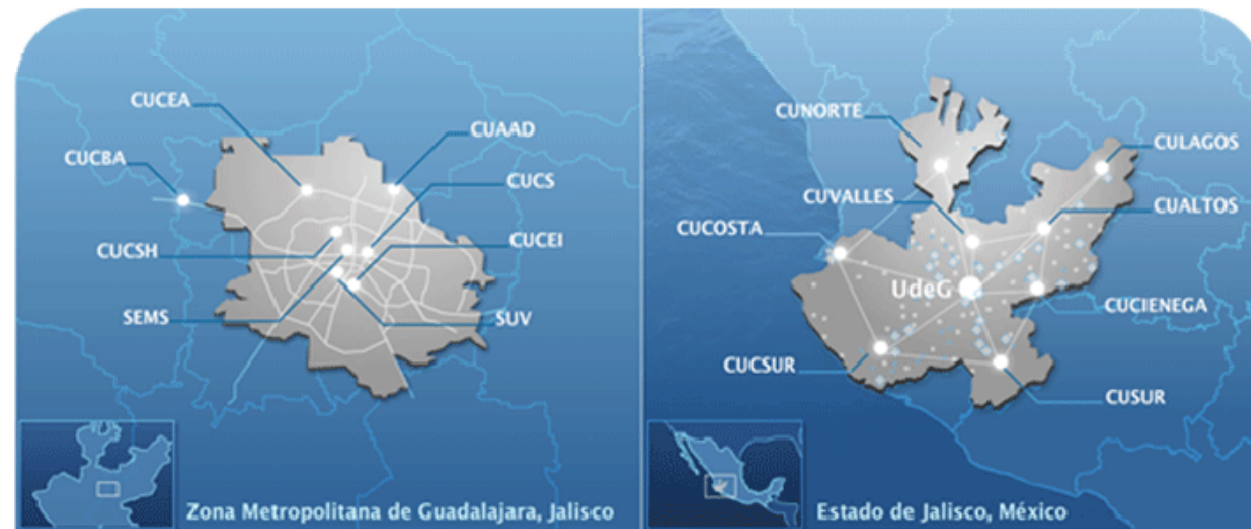 CUCEA
CUAAD
CUCBA
CUCS
CUCSH
CUCEI
SEMS
SUV
Zona Metropolitana de Guadalajara, Jalisco
CUNORTE
CULAGOS
CUVALLES
CUALTOS
CUCOSTA
UdeG
CUCIENEGA
CUCSUR
CUSUR
Estado de Jalisco, México